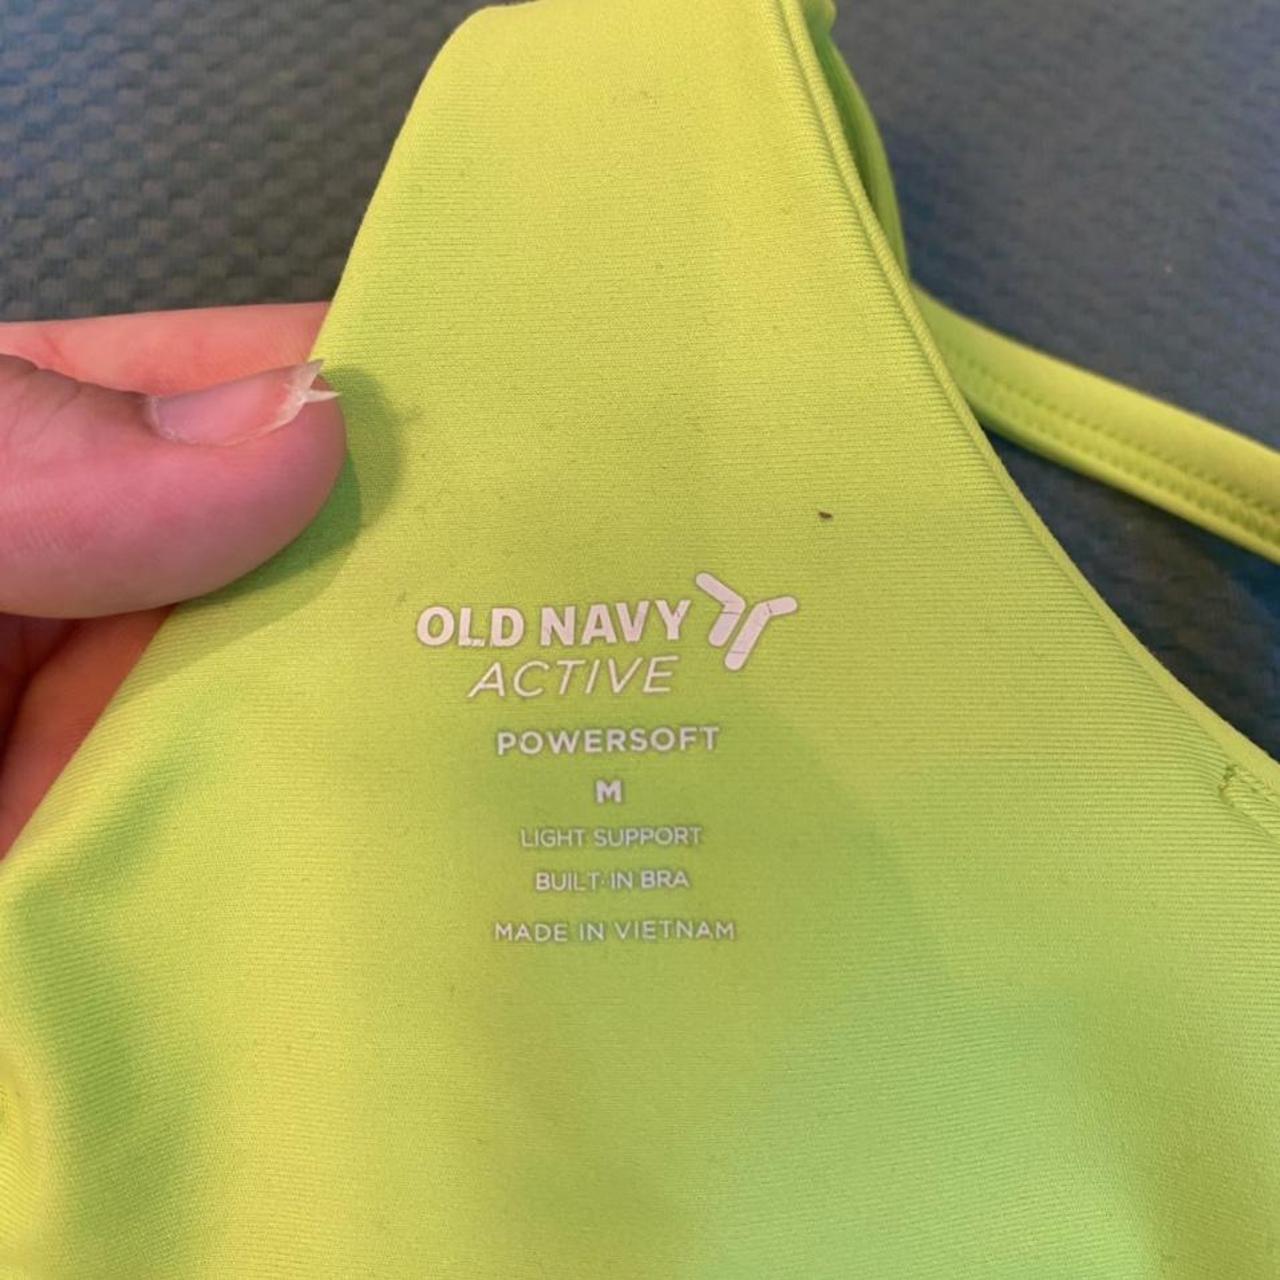 OLD NAVY
ACTIVE
POWERSOFT
M
LIGHT SUPPORT
BUILT-IN BRA
MADE IN VIETNAM